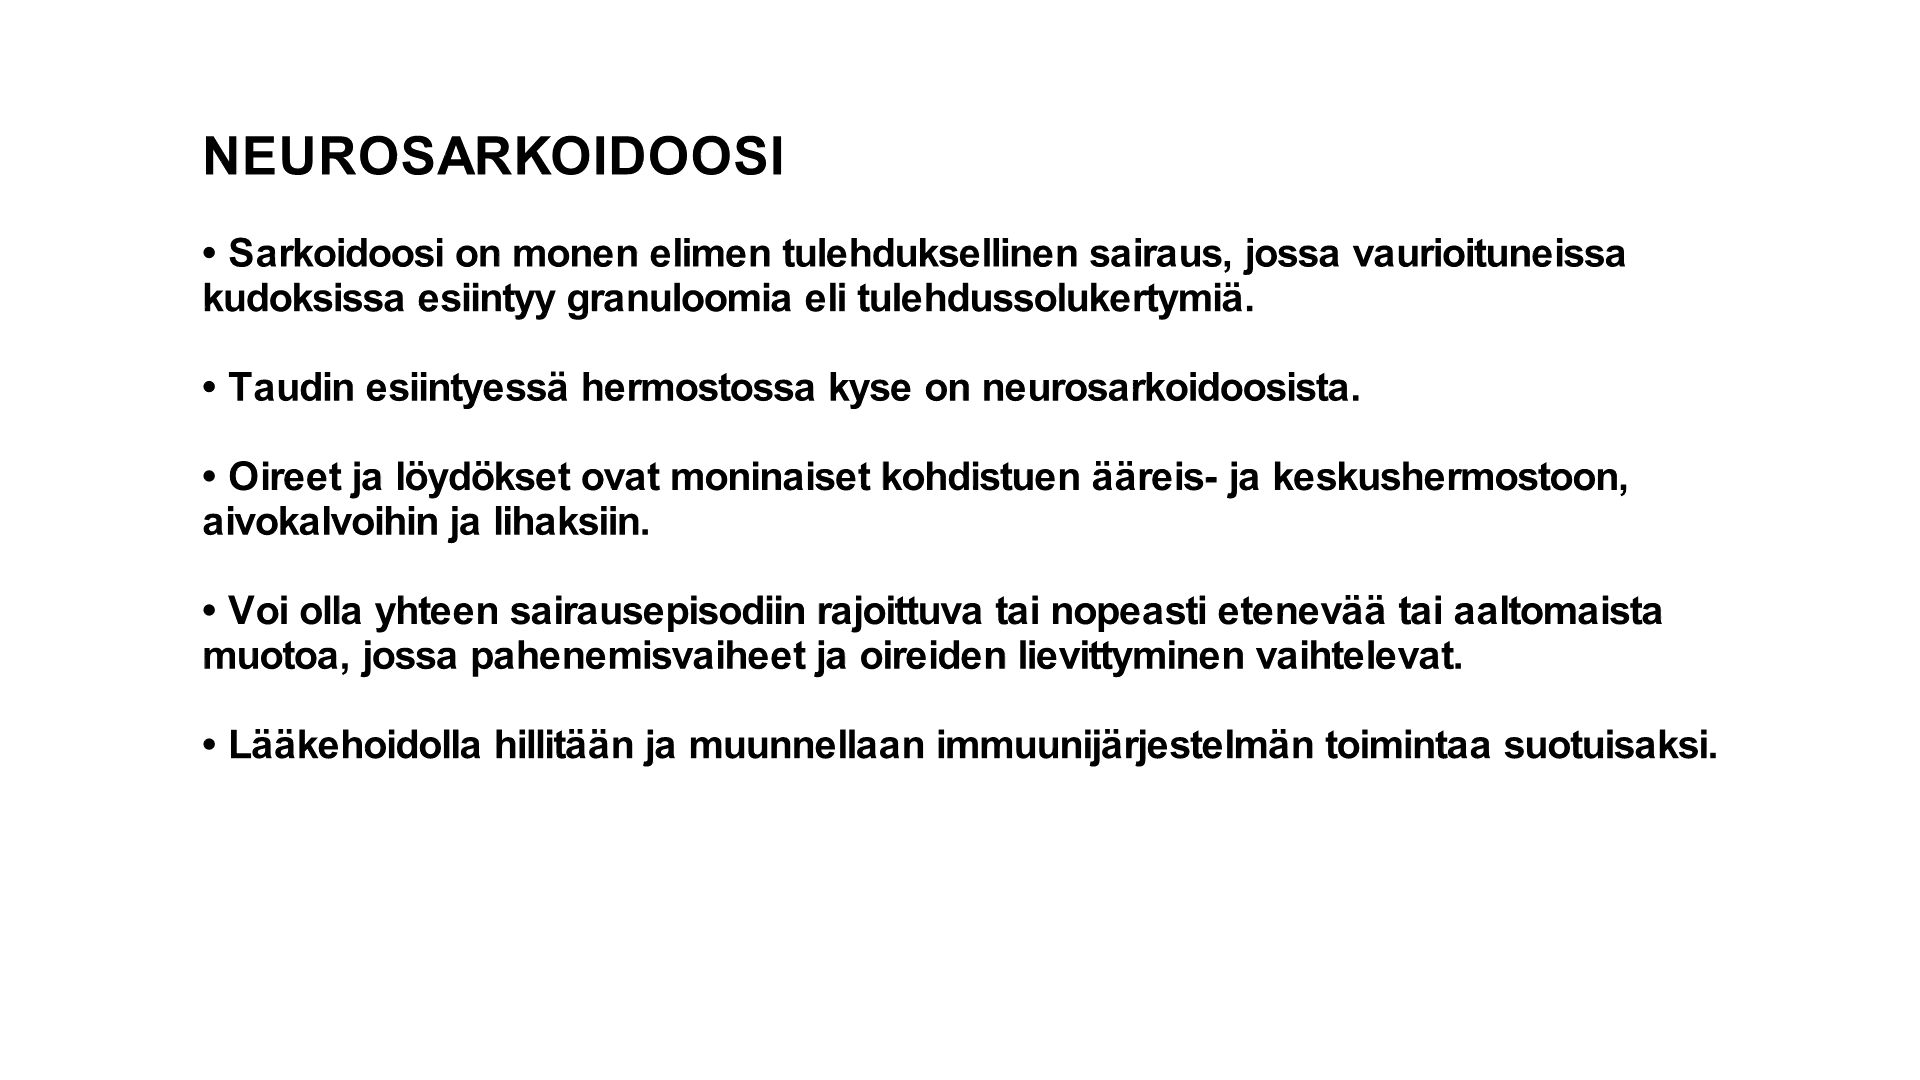 NEUROSARKOIDOOSI
• Sarkoidoosi on monen elimen tulehduksellinen sairaus, jossa vaurioituneissa
kudoksissa esiintyy granuloomia eli tulehdussolukertymiä.
• Taudin esiintyessä hermostossa kyse on neurosarkoidoosista.
• Oireet ja löydökset ovat moninaiset kohdistuen ääreis- ja keskushermostoon,
aivokalvoihin ja lihaksiin.
• Voi olla yhteen sairausepisodiin rajoittuva tai nopeasti etenevää tai aaltomaista
muotoa, jossa pahenemisvaiheet ja oireiden lievittyminen vaihtelevat.
• Lääkehoidolla hillitään ja muunnellaan immuunijärjestelmän toimintaa suotuisaksi.